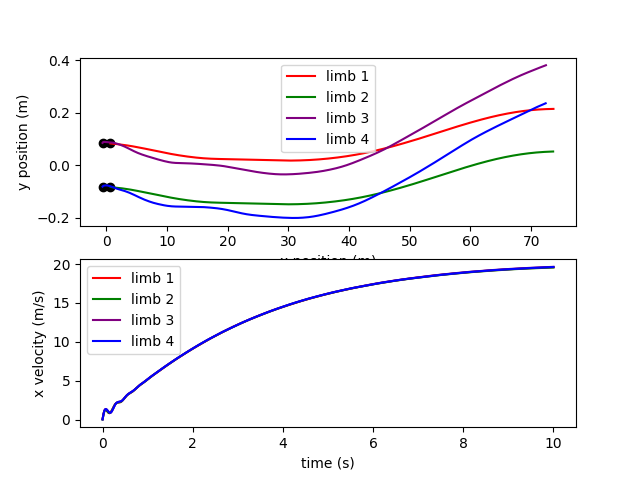 0.4
0.2
0.0
−0.2
y position (m)
limb 1
limb 2
limb 3
limb 4
0 10 20 30 40 50 60 70
x position (m)
20
15
10
5
0
x velocity (m/s)
limb 1
limb 2
limb 3
limb 4
0 2 4 6 8 10
time (s)